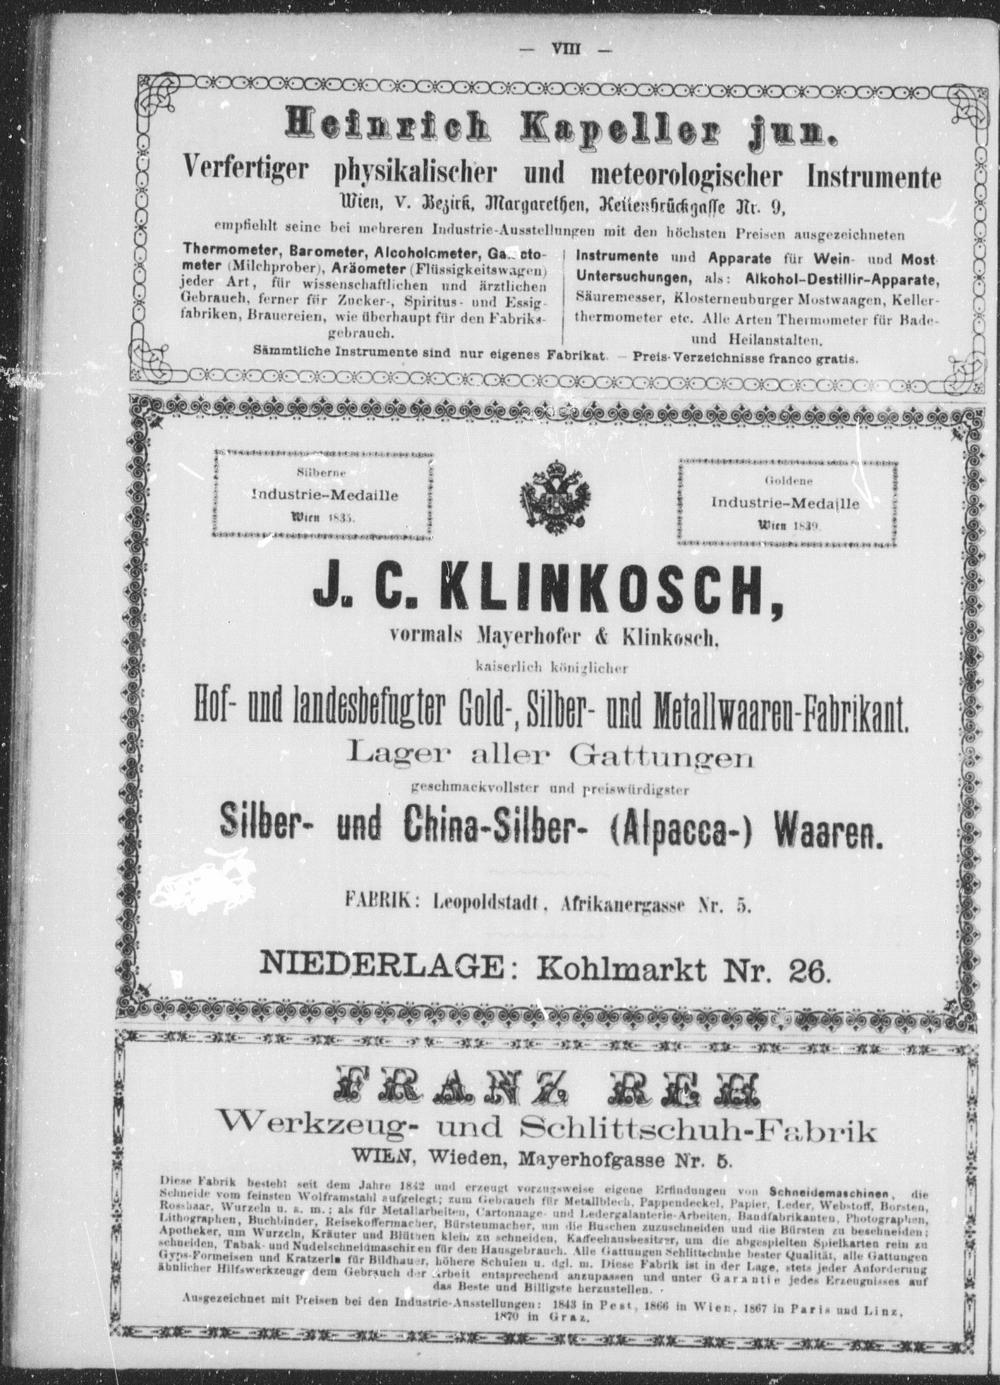 — VIII —
Heinrich Kapeller jun.
Verfertiger physikalischer und meteorologischer Instrumente
Wien, V. Bezirk, Margarethen, Kettenbrückgasse Nr. 9,
empfiehlt seine bei mehreren Industrie-Ausstellungen mit den höchsten Preisen ausgezeichneten
Thermometer, Barometer, Alcoholometer,
meter (Milchprober), Aräometer (Flüssigkeitswagen)
jeder Art, für wissenschaftlichen und ärztlichen
Gebrauch, ferner für Zucker-, Spiritus- und Essig-
fabriken, Brauereien, wie überhaupt für den Fabriks-
gebrauch.
Instrumente und Apparate für Wein- und Most-
Untersuchungen, als: Alkohol-Destillir-Apparate,
Säuremesser, Klosterneuburger Mostwaagen, Keller-
thermometer etc. Alle Arten Thermometer für Bade-
und Heilanstalten.
Sämmtliche Instrumente sind nur eigenes Fabrikat. — Preis-Verzeichnisse franco gratis.
Silberne
Industrie-Medaille
Wien 1835.
Goldene
Industrie-Medaille
Wien 1839.
J. C. KLINKOSCH,
vormals Mayerhofer & Klinkosch,
kaiserlich königlicher
Hof- und landesbefugter Gold-, Silber- und Metallwaaren-Fabrikant.
Lager aller Gattungen
geschmackvollster und preiswürdigster
Silber- und China-Silber- (Alpacca-) Waaren.
FABRIK: Leopoldstadt, Afrikanergasse Nr. 5.
NIEDERLAGE: Kohlmarkt Nr. 26.
FRANZ REH
Werkzeug- und Schlittschuh-Fabrik
WIEN, Wieden, Mayerhofgasse Nr. 5.
Diese Fabrik besteht seit dem Jahre 1842 und erzeugt vorzugsweise eigene Erfindungen von Schneidemaschinen, die
Schneide vom feinsten Wolframstahl aufgelegt; zum Gebrauch für Metallblech, Pappendeckel, Papier, Leder, Webstoff, Borsten,
Rosshaar, Wurzeln u. s. m.; als für Metallarbeiten, Cartonnage- und Ledergalanterie-Arbeiten, Bandfabrikanten, Photographen,
Lithographen, Buchbinder, Reisekoffermacher, Bürstenmacher, um die Buschen zuzuschneiden und die Bürsten zu beschneiden;
Apotheker, um Wurzeln, Kräuter und Blüthen klein zu schneiden, Kaffeehausbesitzer, um die abgespielten Spielkarten rein zu
schneiden, Tabak- und Nudelschneidmaschinen für den Hausgebrauch. Alle Gattungen Schlittschuhe bester Qualität, alle Gattungen
Gyps-Formeisen und Kratzerln für Bildhauer, höhere Schulen u. dgl. m. Diese Fabrik ist in der Lage, stets jeder Anforderung
ähnlicher Hilfswerkzeuge dem Gebrauch der Arbeit entsprechend anzupassen und unter Garantie jedes Erzeugnisses auf
das Beste und Billigste herzustellen.
Ausgezeichnet mit Preisen bei den Industrie-Ausstellungen: 1843 in Pest, 1866 in Wien, 1867 in Paris und Linz,
1870 in Graz.